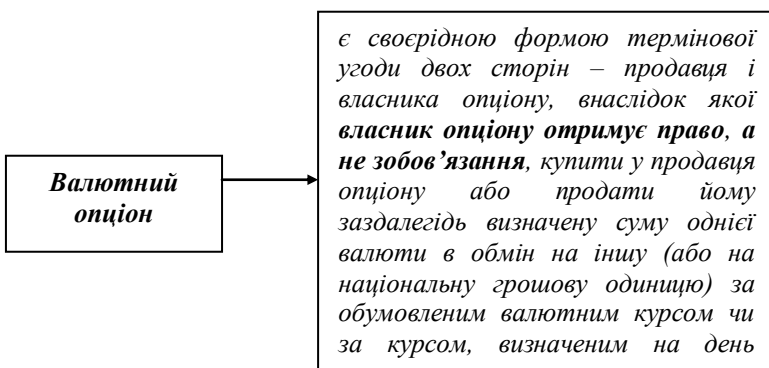 Валютний
опціон
є своєрідною формою термінової
угоди двох сторін – продавця і
власника опціону, внаслідок якої
власник опціону отримує право, а
не зобов’язання, купити у продавця
опціону або продати йому
заздалегідь визначену суму однієї
валюти в обмін на іншу (або на
національну грошову одиницю) за
обумовленим валютним курсом чи
за курсом, визначеним на день